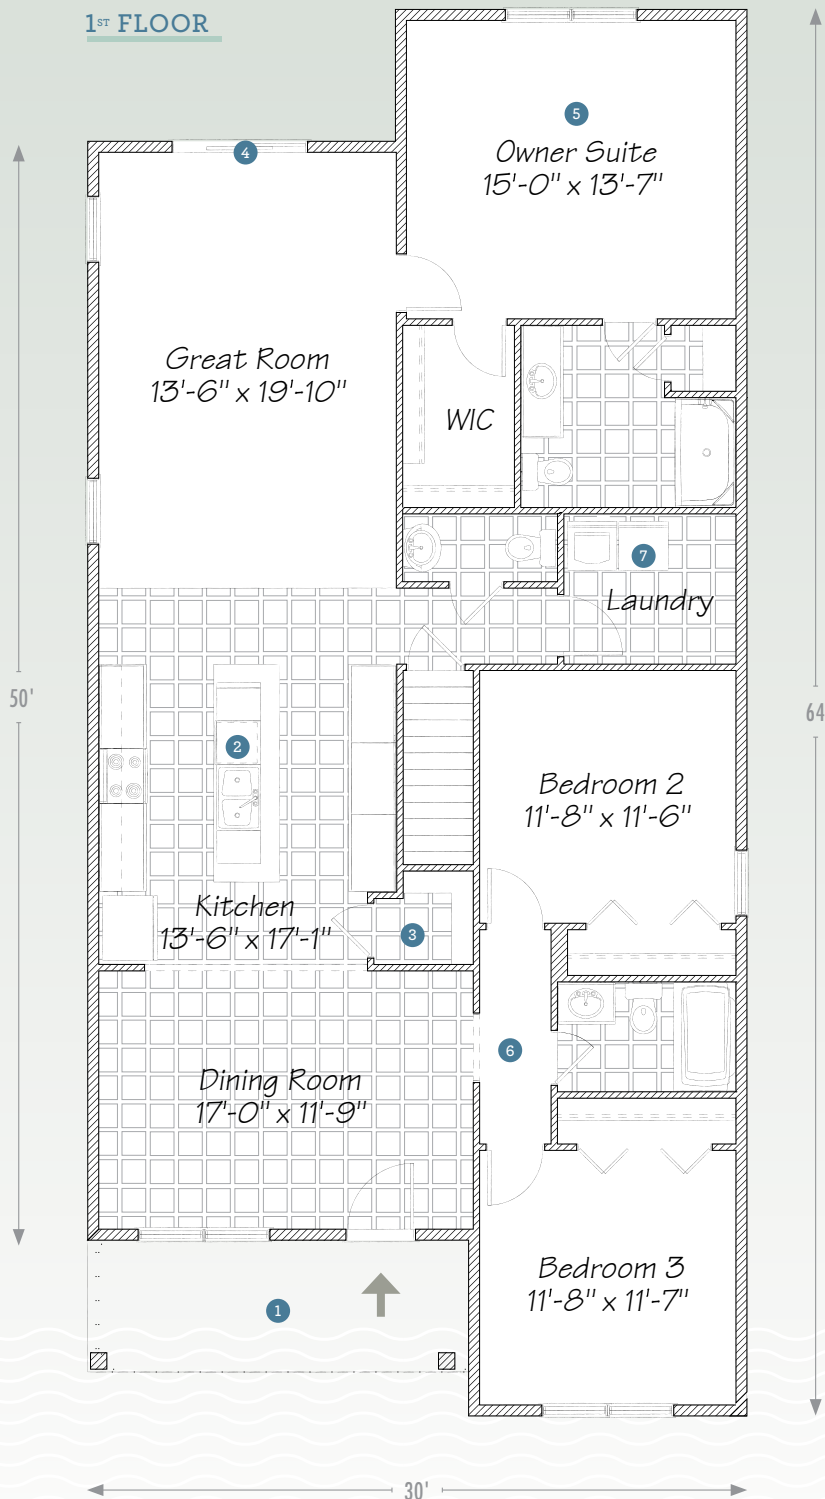 1ST FLOOR
5
Owner Suite
15'-0" x 13'-7"
4
Great Room
13'-6" x 19'-10"
WIC
7
Laundry
50'
64
2
Bedroom 2
11'-8" x 11'-6"
Kitchen
13'-6" x 17'-1"
3
6
Dining Room
17'-0" x 11'-9"
Bedroom 3
11'-8" x 11'-7"
1
30'